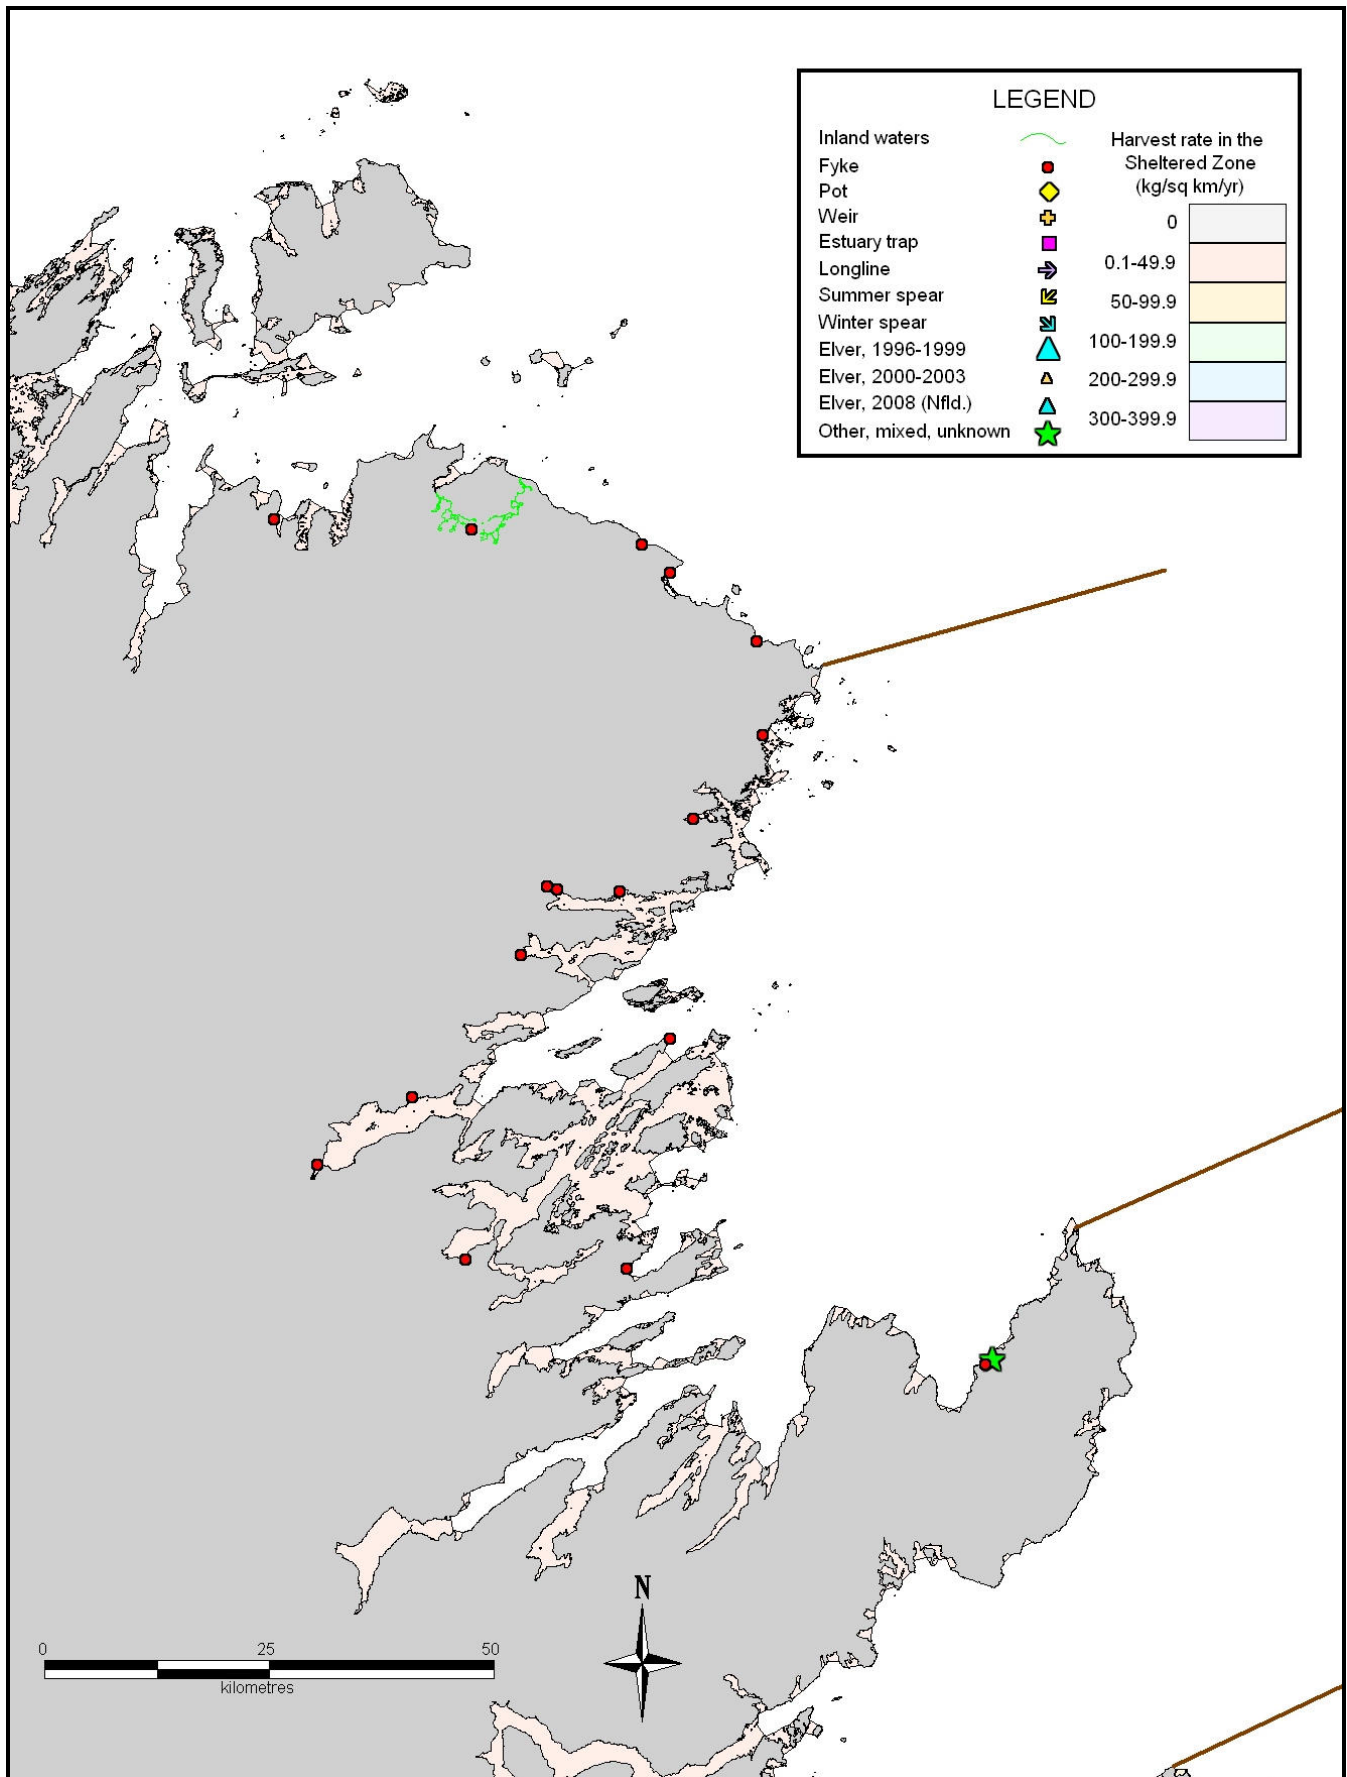 LEGEND
Inland waters
Fyke
Pot
Weir
Estuary trap
Longline
Summer spear
Winter spear
Elver, 1996-1999
Elver, 2000-2003
Elver, 2008 (Nfld.)
Other, mixed, unknown
Harvest rate in the
Sheltered Zone
(kg/sq km/yr)
0
0.1-49.9
50-99.9
100-199.9
200-299.9
300-399.9
N
0 25 50
kilometres